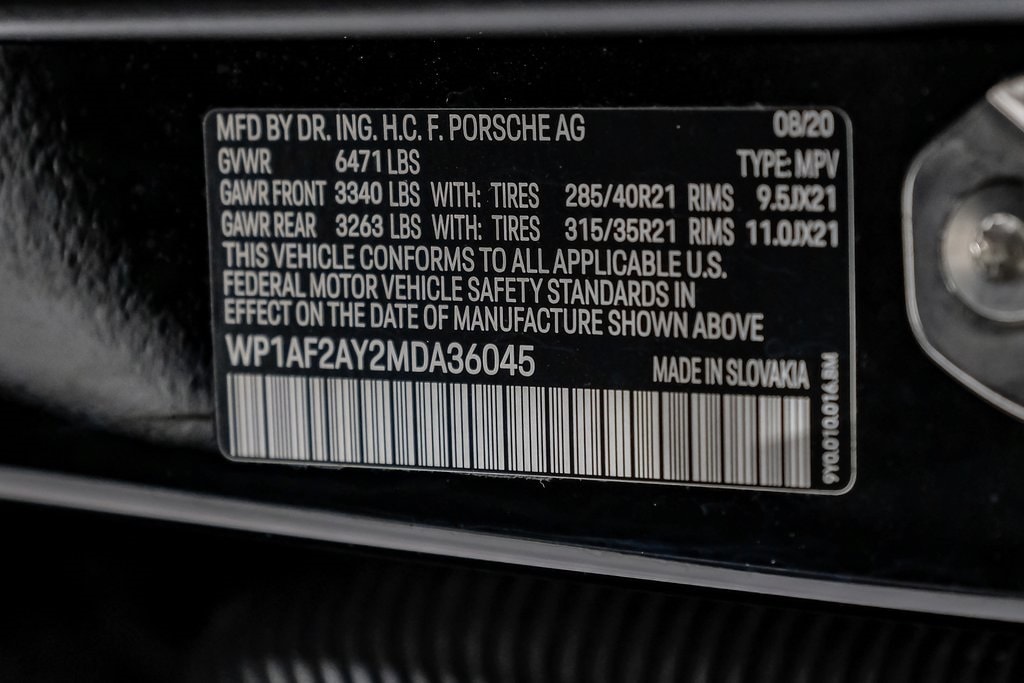 MFD BY DR. ING. H.C. F. PORSCHE AG 08/20
GVWR 6471 LBS TYPE: MPV
GAWR FRONT 3340 LBS WITH: TIRES 285/40R21 RIMS 9.5JX21
GAWR REAR 3263 LBS WITH: TIRES 315/35R21 RIMS 11.0JX21
THIS VEHICLE CONFORMS TO ALL APPLICABLE U.S.
FEDERAL MOTOR VEHICLE SAFETY STANDARDS IN
EFFECT ON THE DATE OF MANUFACTURE SHOWN ABOVE
WP1AF2AY2MDA36045 MADE IN SLOVAKIA
9Y0.010.016.BM